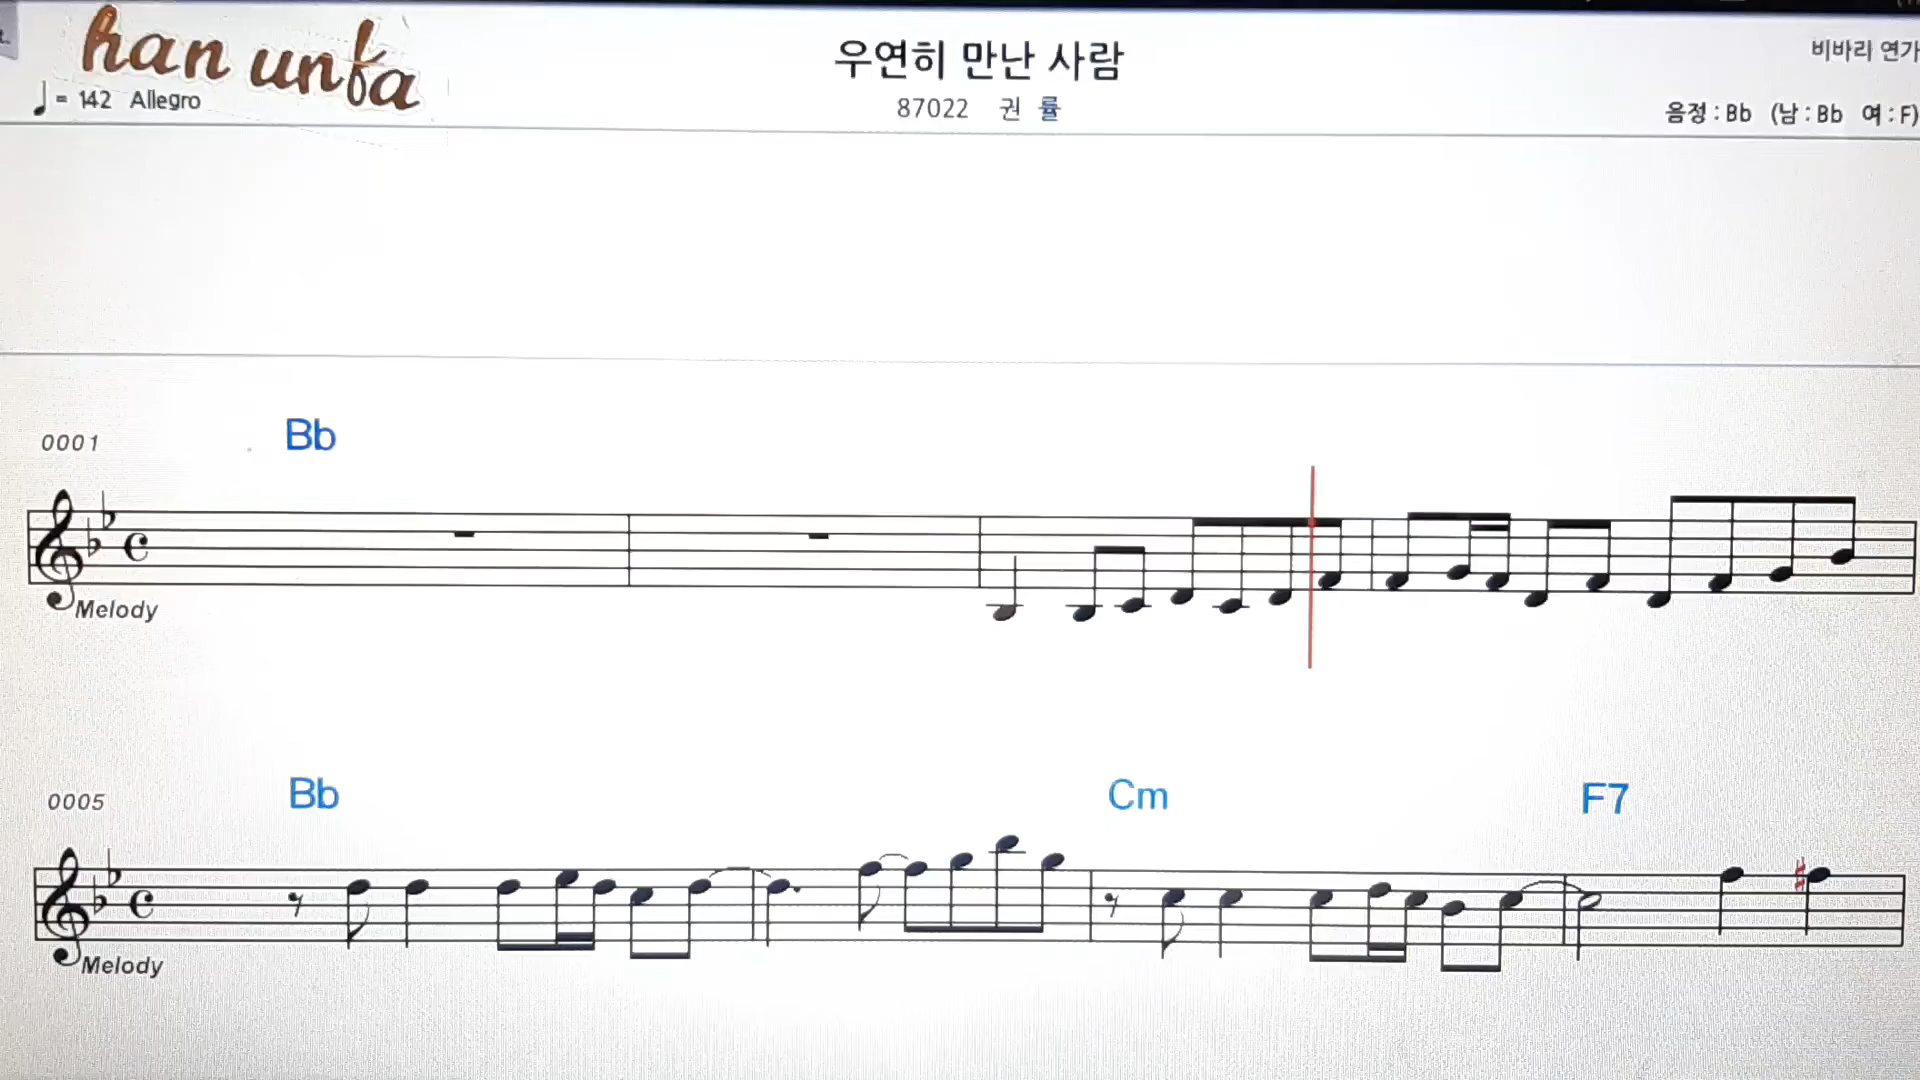 han unfa
우연히 만난 사람
비바리 연가
♩= 142 Allegro
87022 권 률
음정 : Bb (남 : Bb 여 : F)
0001 Bb
Melody
0005 Bb Cm F7
Melody